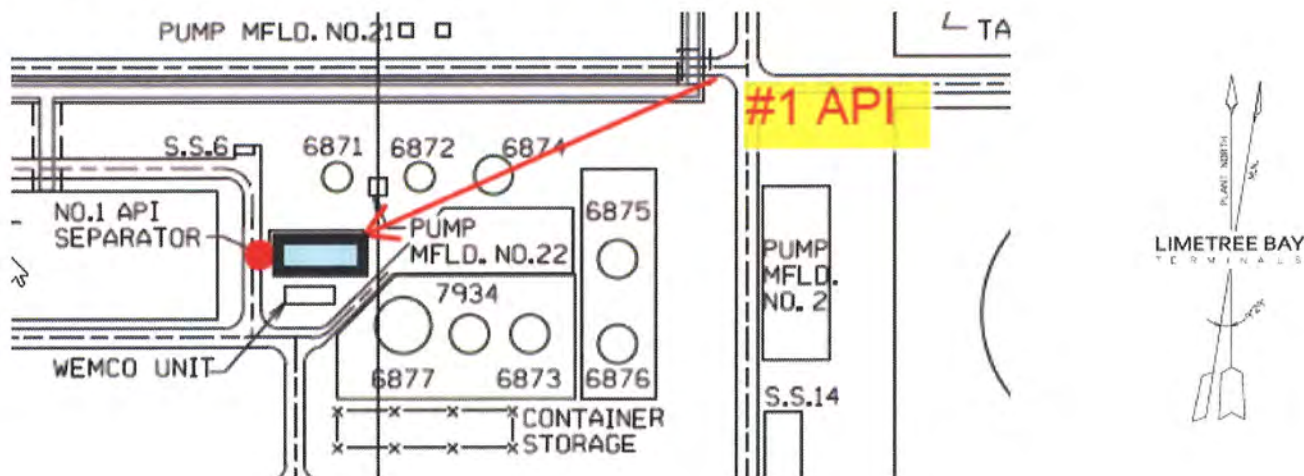 PUMP MFLD. NO.21
TA
#1 API
S.S.6
6871
6872
6874
NO.1 API
SEPARATOR
PUMP
MFLD. NO.22
6875
PUMP
MFLD.
NO. 2
7934
WEMCO UNIT
6877
6873
6876
S.S.14
CONTAINER
STORAGE
PLANT NORTH
LIMETREE BAY
TERMINALS